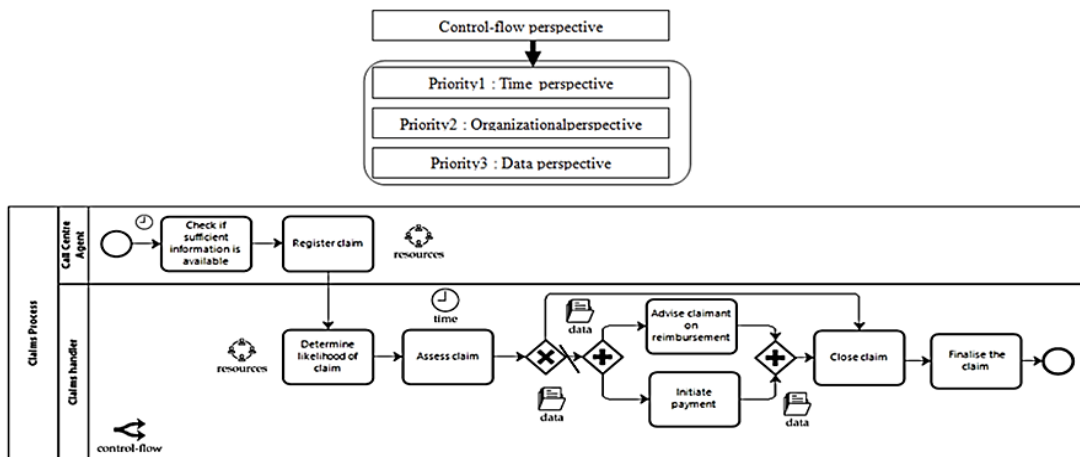 Control-flow perspective
Priority1 : Time perspective
Priority2 : Organizationalperspective
Priority3 : Data perspective
Claims Process
Call Centre
Agent
Check if
sufficient
information is
available
Register claim
resources
Claims handler
resources
Determine
likelihood of
claim
time
Assess claim
data
data
Advise claimant
on
reimbursement
Initiate
payment
data
Close claim
Finalise the
claim
control-flow